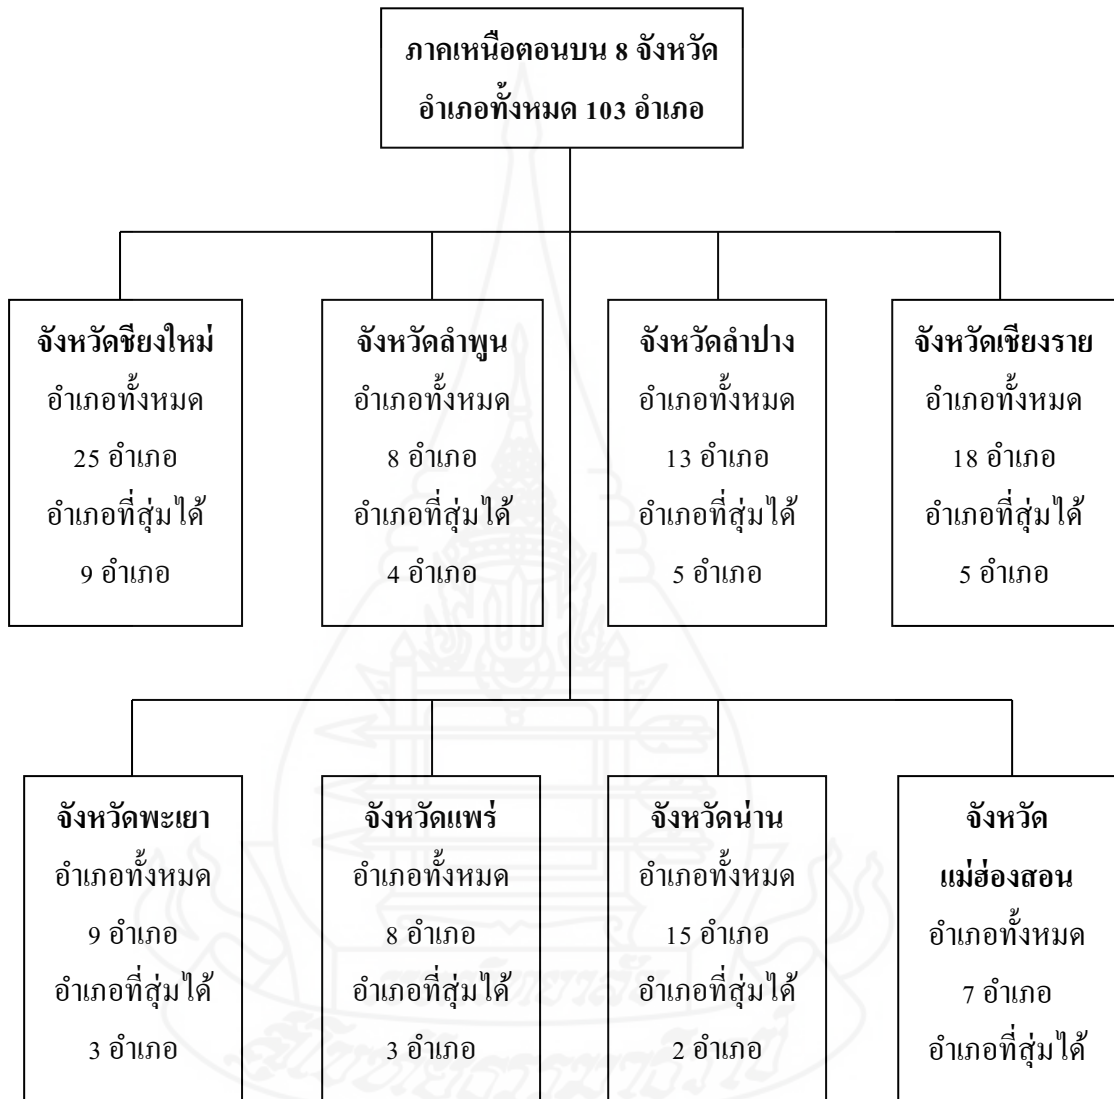 ภาคเหนือตอนบน 8 จังหวัด
อำเภอทั้งหมด 103 อำเภอ
จังหวัดชียงใหม่
อำเภอทั้งหมด
25 อำเภอ
อำเภอที่สุ่มได้
9 อำเภอ
จังหวัดลำพูน
อำเภอทั้งหมด
8 อำเภอ
อำเภอที่สุ่มได้
4 อำเภอ
จังหวัดลำปาง
อำเภอทั้งหมด
13 อำเภอ
อำเภอที่สุ่มได้
5 อำเภอ
จังหวัดเชียงราย
อำเภอทั้งหมด
18 อำเภอ
อำเภอที่สุ่มได้
5 อำเภอ
จังหวัดพะเยา
อำเภอทั้งหมด
9 อำเภอ
อำเภอที่สุ่มได้
3 อำเภอ
จังหวัดแพร่
อำเภอทั้งหมด
8 อำเภอ
อำเภอที่สุ่มได้
3 อำเภอ
จังหวัดน่าน
อำเภอทั้งหมด
15 อำเภอ
อำเภอที่สุ่มได้
2 อำเภอ
จังหวัด
แม่ฮ่องสอน
อำเภอทั้งหมด
7 อำเภอ
อำเภอที่สุ่มได้